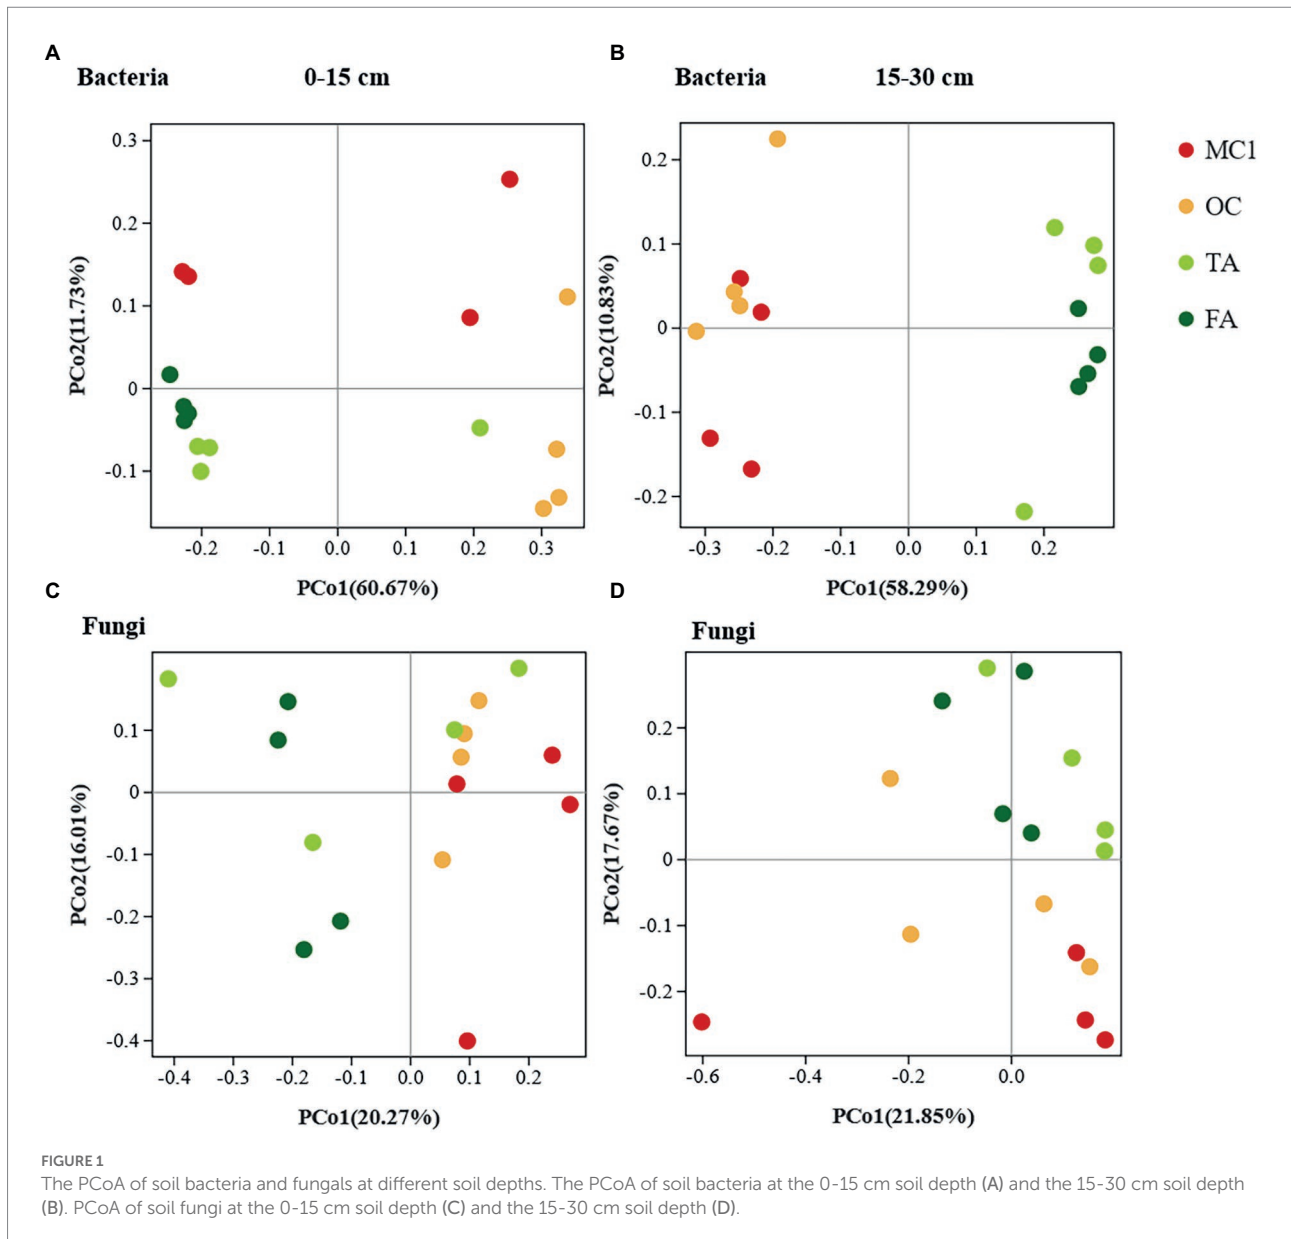 A
Bacteria 0-15 cm
0.3
0.2
0.1
0
-0.1
PCo2(11.73%)
-0.2 -0.1 0.0 0.1 0.2 0.3
PCo1(60.67%)
B
Bacteria 15-30 cm
0.2
0.1
0
-0.1
-0.2
PCo2(10.83%)
-0.3 -0.2 -0.1 0.0 0.1 0.2
PCo1(58.29%)
MC1
OC
TA
FA
C
Fungi
0.1
0
-0.1
-0.2
-0.3
-0.4
PCo2(16.01%)
-0.4 -0.3 -0.2 -0.1 0.0 0.1 0.2
PCo1(20.27%)
D
Fungi
0.2
0.1
0
-0.1
-0.2
PCo2(17.67%)
-0.6 -0.4 -0.2 0.0
PCo1(21.85%)
FIGURE 1
The PCoA of soil bacteria and fungals at different soil depths. The PCoA of soil bacteria at the 0-15 cm soil depth (A) and the 15-30 cm soil depth
(B). PCoA of soil fungi at the 0-15 cm soil depth (C) and the 15-30 cm soil depth (D).